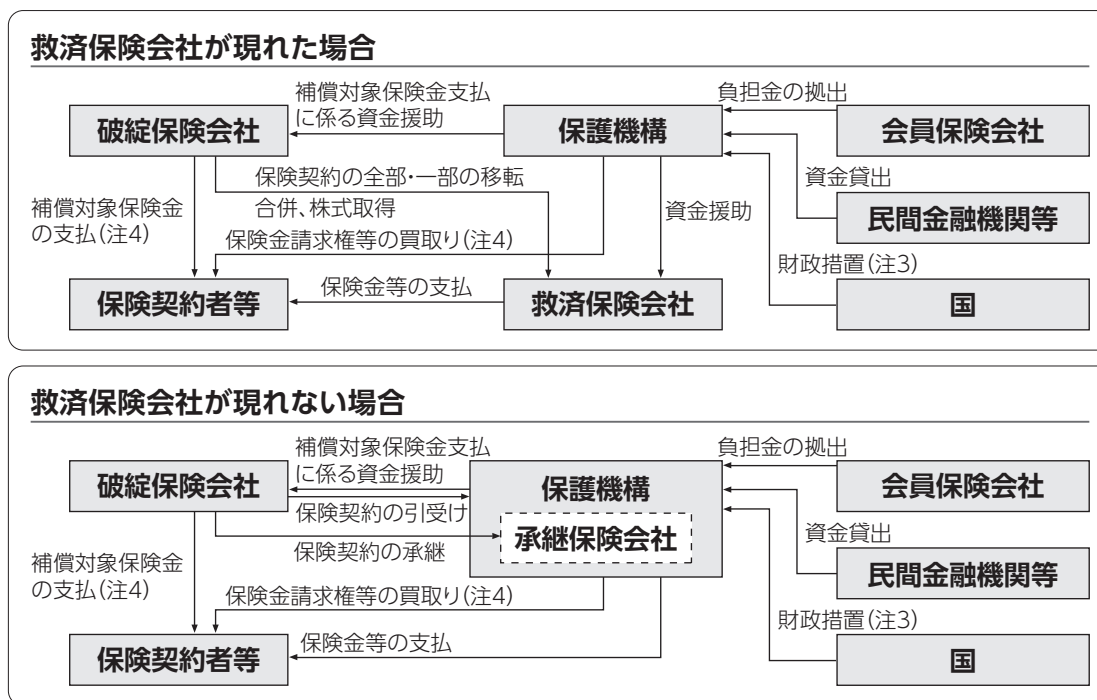 救済保険会社が現れた場合
補償対象保険金支払
に係る資金援助
負担金の拠出
破綻保険会社
保護機構
会員保険会社
保険契約の全部・一部の移転
合併、株式取得
資金貸出
補償対象保険金
の支払(注4)
資金援助
民間金融機関等
保険金請求権等の買取り(注4)
財政措置(注3)
保険契約者等
保険金等の支払
救済保険会社
国
救済保険会社が現れない場合
補償対象保険金支払
に係る資金援助
負担金の拠出
破綻保険会社
保護機構
会員保険会社
保険契約の引受け
承継保険会社
保険契約の承継
資金貸出
補償対象保険金
の支払(注4)
民間金融機関等
保険金請求権等の買取り(注4)
財政措置(注3)
保険契約者等
保険金等の支払
国